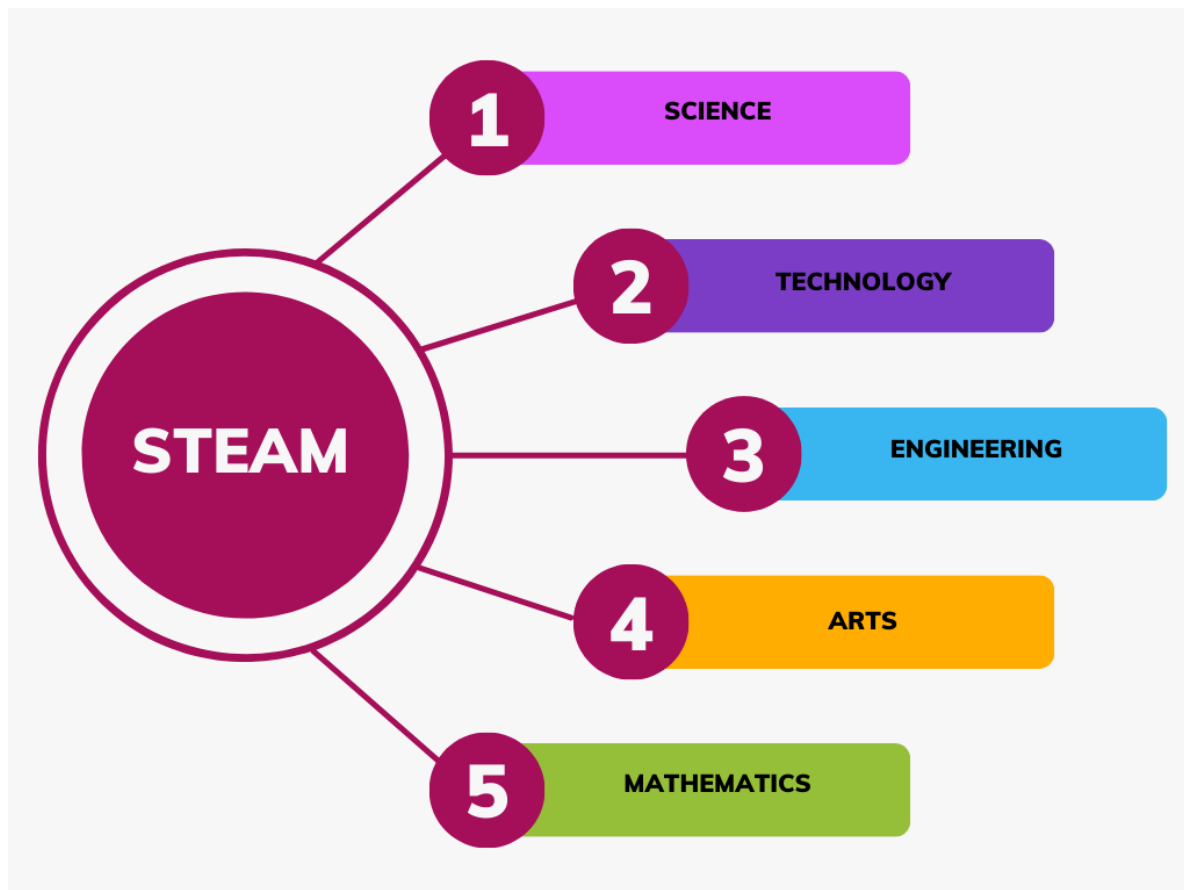 STEAM
1
SCIENCE
2
TECHNOLOGY
3
ENGINEERING
4
ARTS
5
MATHEMATICS